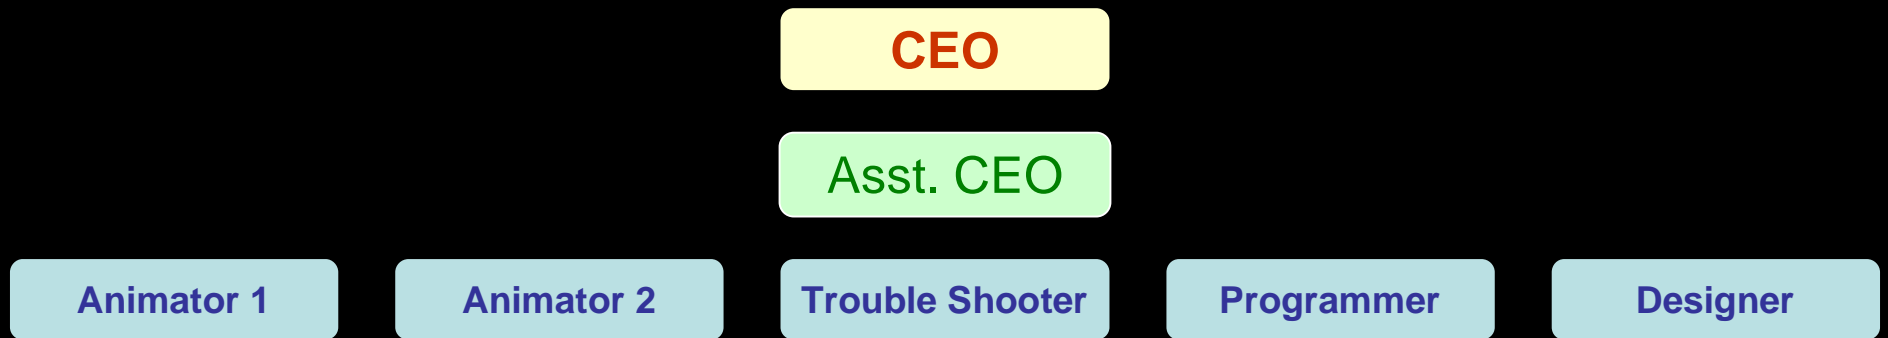 CEO
Asst. CEO
Animator 1
Animator 2
Trouble Shooter
Programmer
Designer